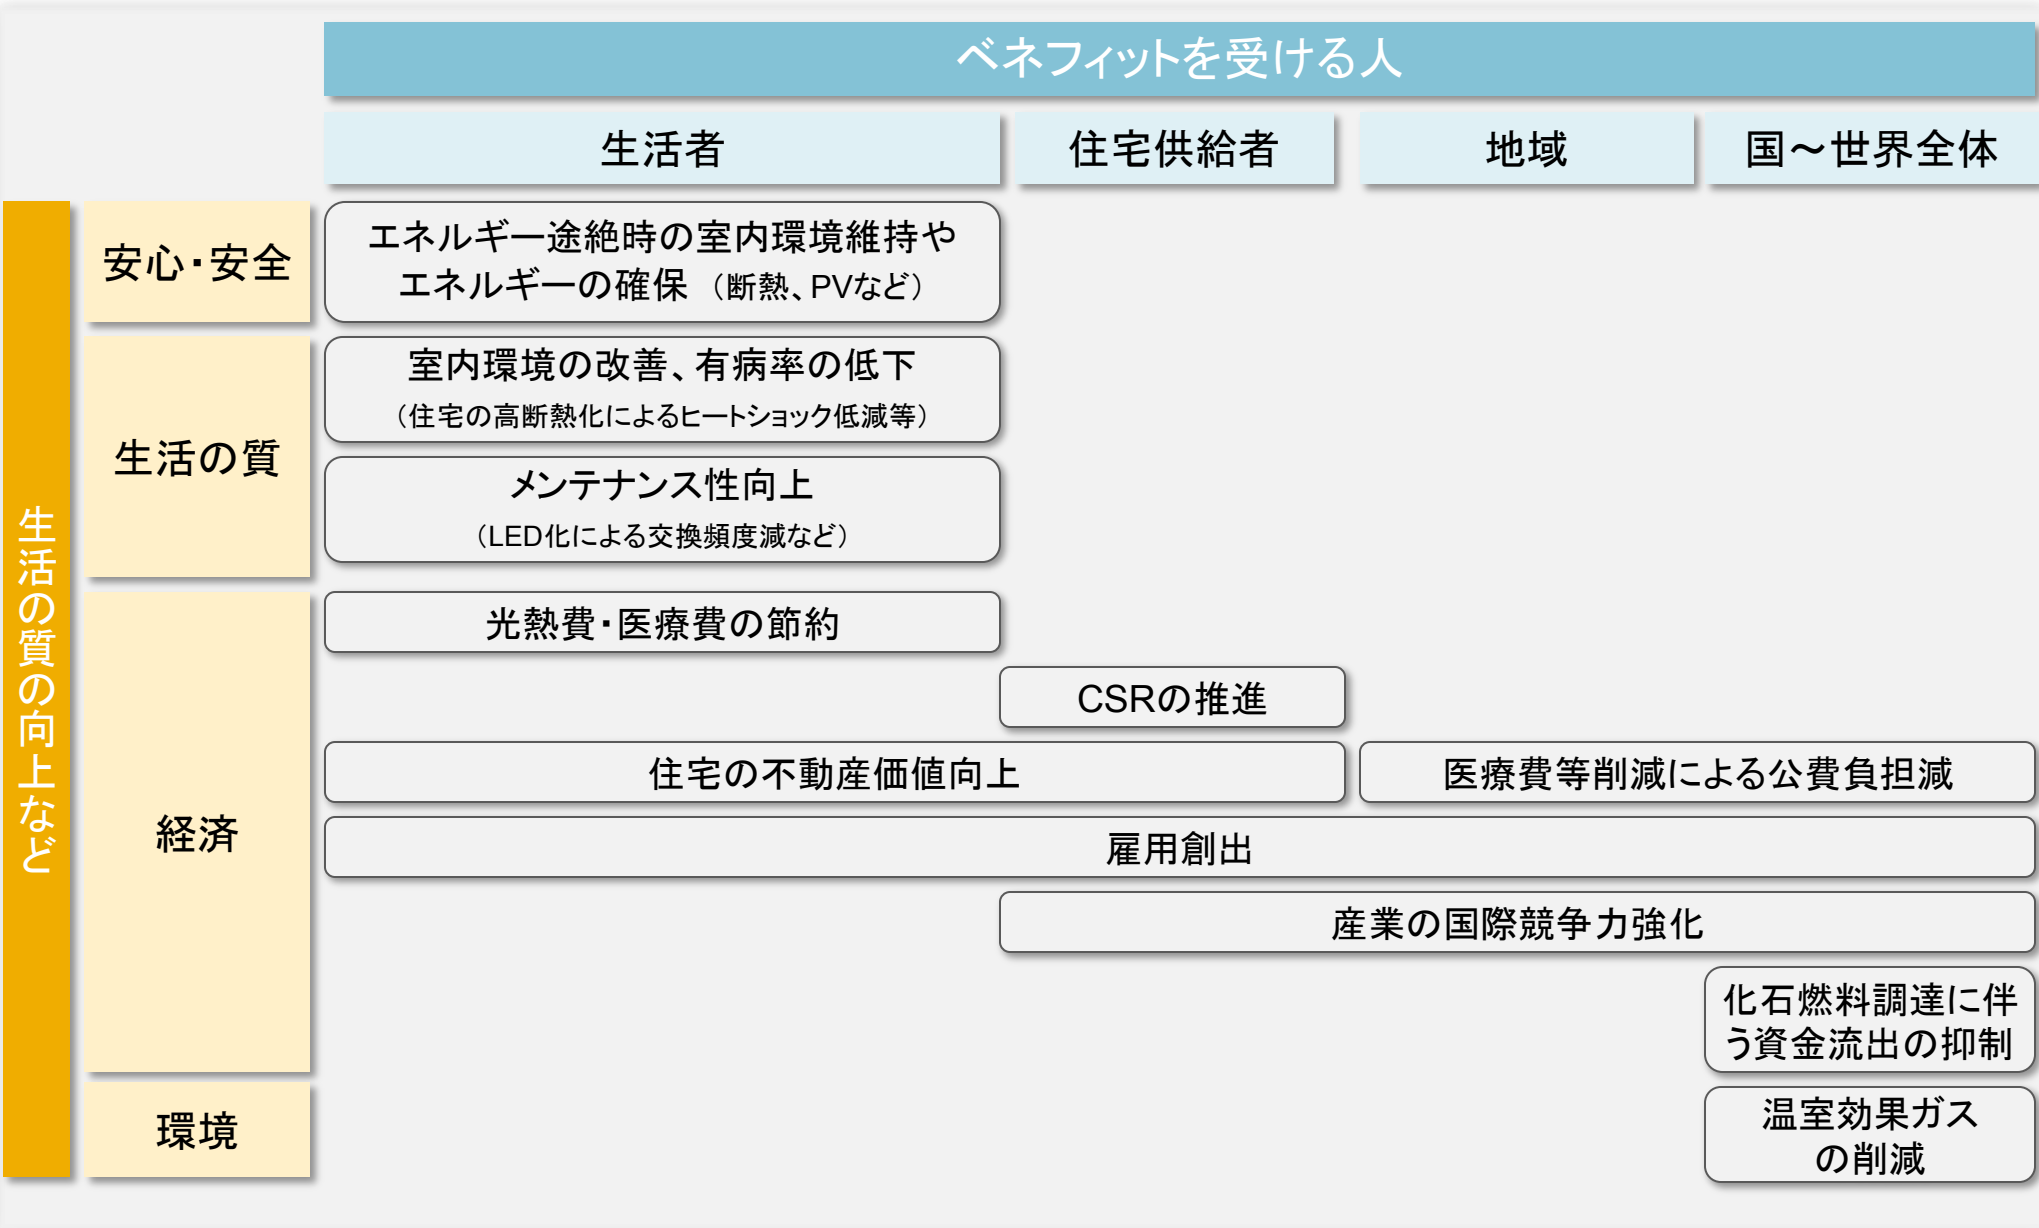 ベネフィットを受ける人
生活者
住宅供給者
地域
国～世界全体
生活の質の向上など
安心・安全
エネルギー途絶時の室内環境維持や
エネルギーの確保 （断熱、PVなど）
生活の質
室内環境の改善、有病率の低下
（住宅の高断熱化によるヒートショック低減等）
メンテナンス性向上
（LED化による交換頻度減など）
経済
光熱費・医療費の節約
CSRの推進
住宅の不動産価値向上
医療費等削減による公費負担減
雇用創出
産業の国際競争力強化
化石燃料調達に伴
う資金流出の抑制
環境
温室効果ガス
の削減